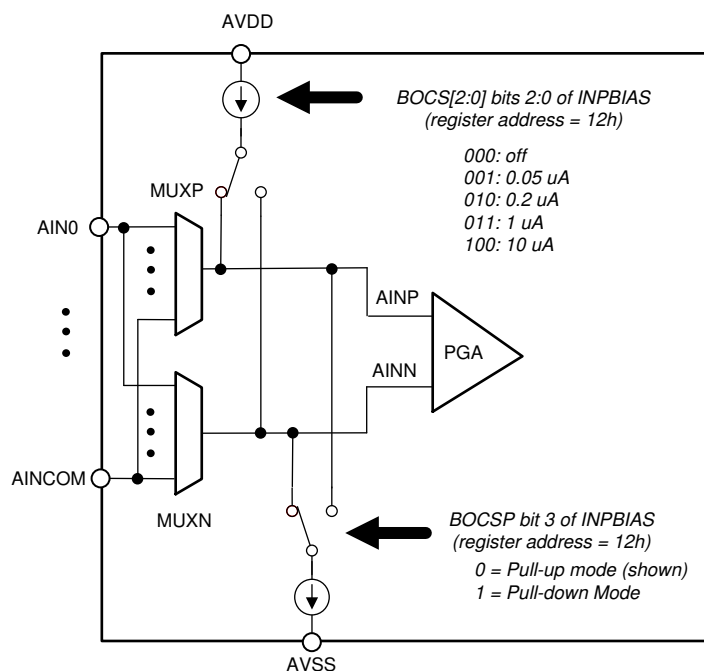 AVDD
BOCS[2:0] bits 2:0 of INPBIAS
(register address = 12h)
000: off
001: 0.05 uA
010: 0.2 uA
011: 1 uA
100: 10 uA
MUXP
AIN0
AINP
PGA
AINN
AINCOM
MUXN
BOCSP bit 3 of INPBIAS
(register address = 12h)
0 = Pull-up mode (shown)
1 = Pull-down Mode
AVSS